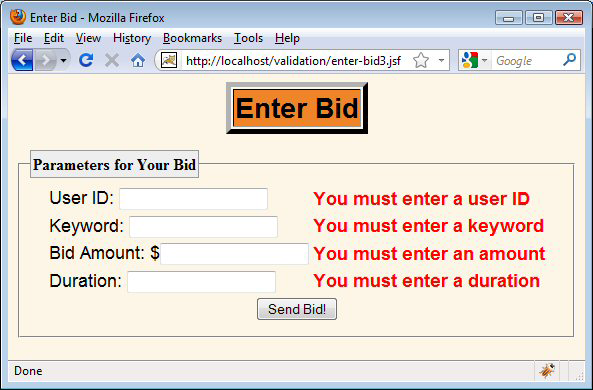 Enter Bid - Mozilla Firefox
File Edit View History Bookmarks Tools Help
http://localhost/validation/enter-bid3.jsf Google
Enter Bid
Parameters for Your Bid
User ID: You must enter a user ID
Keyword: You must enter a keyword
Bid Amount: $ You must enter an amount
Duration: You must enter a duration
Send Bid!
Done